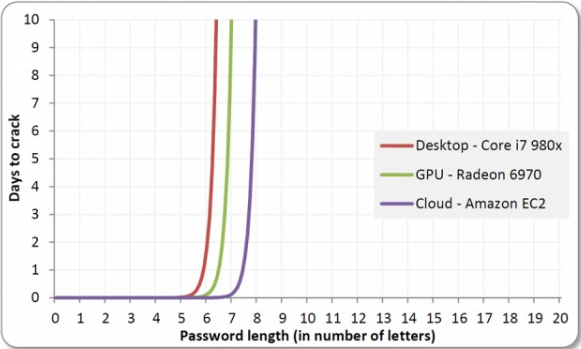 10
9
8
7
6
5
4
3
2
1
0
Days to crack
Desktop - Core i7 980x
GPU - Radeon 6970
Cloud - Amazon EC2
0 1 2 3 4 5 6 7 8 9 10 11 12 13 14 15 16 17 18 19 20
Password length (in number of letters)